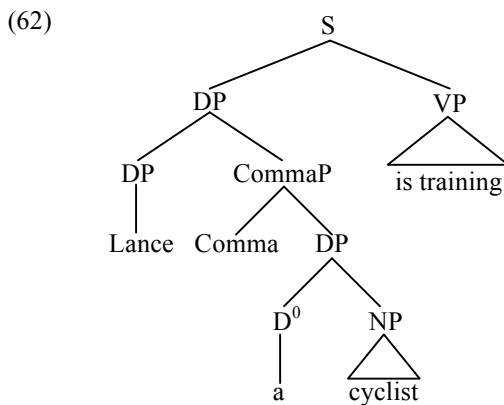 (62)
S
DP VP
DP CommaP is training
Lance Comma DP
D⁰ NP
a cyclist